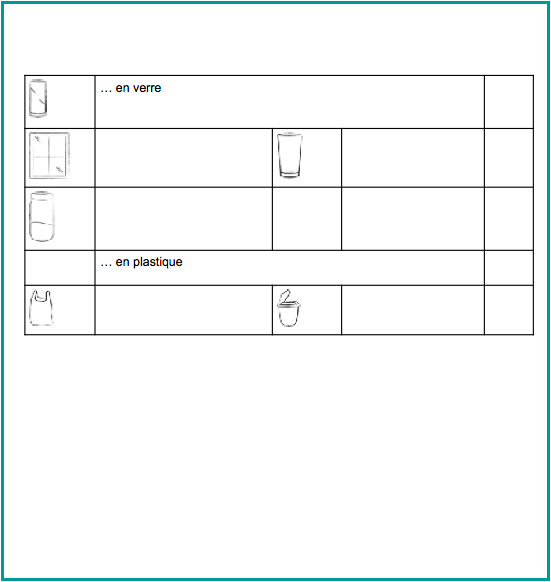 … en verre
… en plastique